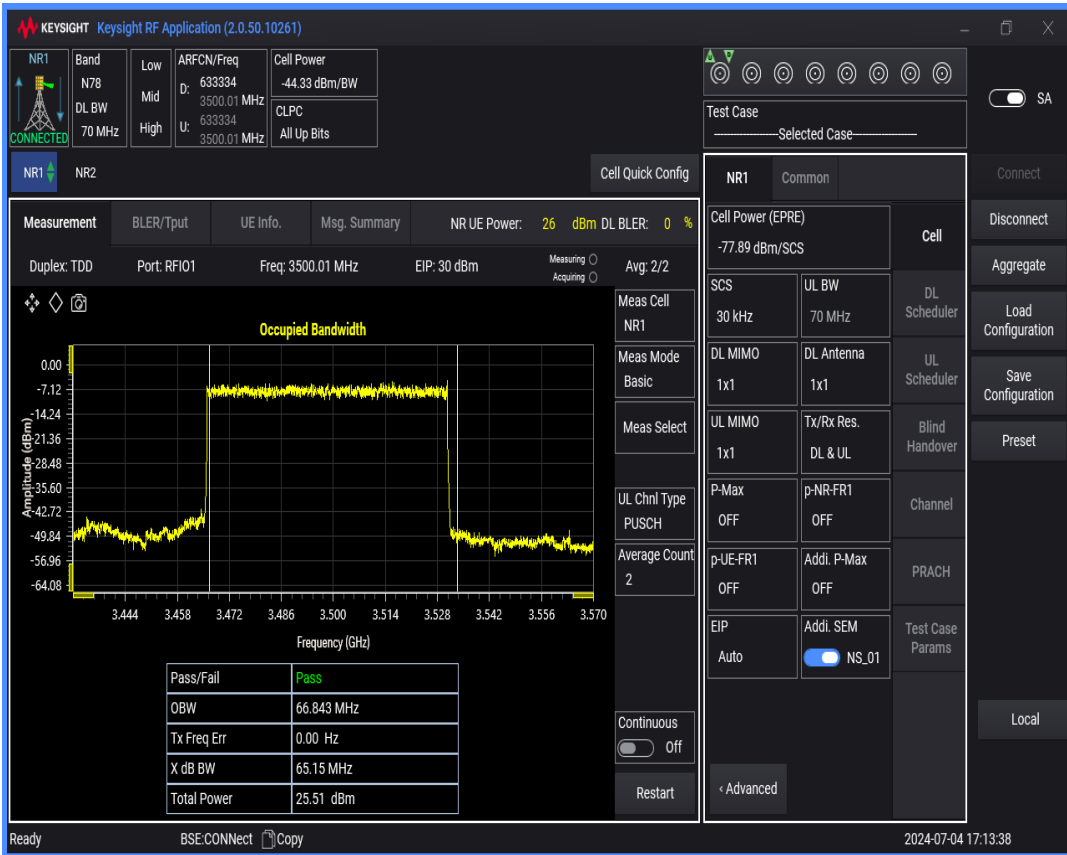 KEYSIGHT Keysight RF Application (2.0.50.10261)
NR1
CONNECTED
Band
N78
DL BW
70 MHz
Low
Mid
High
ARFCN/Freq
D: 633334
3500.01 MHz
U: 633334
3500.01 MHz
Cell Power
-44.33 dBm/BW
CLPC
All Up Bits
Test Case
---------------------Selected Case---------------------
SA
NR1
NR2
Cell Quick Config
Measurement
BLER/Tput
UE Info.
Msg. Summary
NR UE Power: 26 dBm DL BLER: 0 %
Duplex: TDD
Port: RFIO1
Freq: 3500.01 MHz
EIP: 30 dBm
Measuring
Acquiring
Avg: 2/2
Occupied Bandwidth
Amplitude (dBm)
0.00
-7.12
-14.24
-21.36
-28.48
-35.60
-42.72
-49.84
-56.96
-64.08
3.444 3.458 3.472 3.486 3.500 3.514 3.528 3.542 3.556 3.570
Frequency (GHz)
Pass/Fail Pass
OBW 66.843 MHz
Tx Freq Err 0.00 Hz
X dB BW 65.15 MHz
Total Power 25.51 dBm
Meas Cell
NR1
Meas Mode
Basic
Meas Select
UL Chnl Type
PUSCH
Average Count
2
Continuous
Off
Restart
NR1
Common
Cell Power (EPRE)
-77.89 dBm/SCS
SCS
30 kHz
UL BW
70 MHz
DL MIMO
1x1
DL Antenna
1x1
UL MIMO
1x1
Tx/Rx Res.
DL & UL
P-Max
OFF
p-NR-FR1
OFF
p-UE-FR1
OFF
Addi. P-Max
OFF
EIP
Auto
Addi. SEM
NS_01
‹ Advanced
Cell
DL
Scheduler
UL
Scheduler
Blind
Handover
Channel
PRACH
Test Case
Params
Connect
Disconnect
Aggregate
Load
Configuration
Save
Configuration
Preset
Local
Ready
BSE:CONNect
Copy
2024-07-04 17:13:38